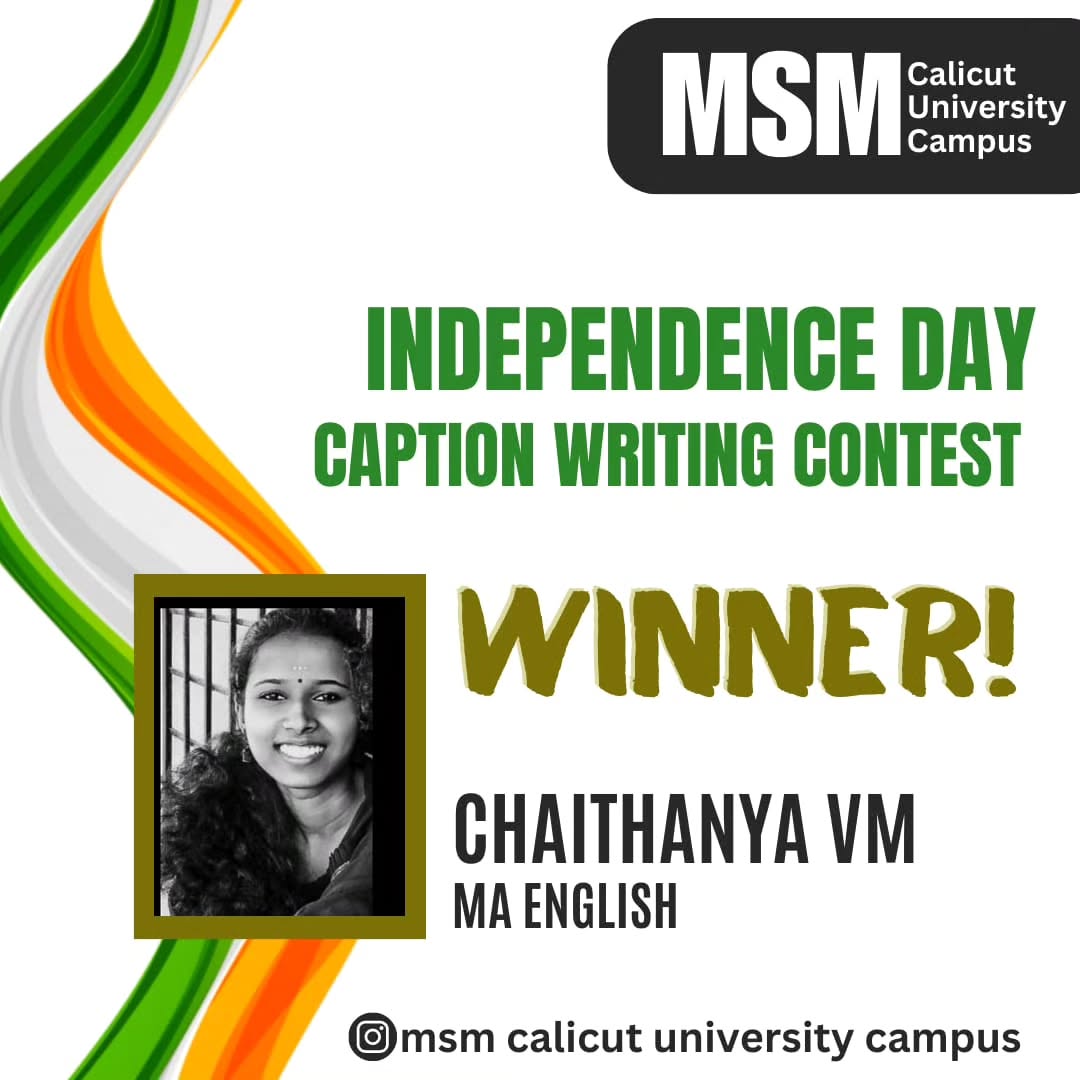 MSM
Calicut
University
Campus
INDEPENDENCE DAY
CAPTION WRITING CONTEST
WINNER!
CHAITHANYA VM
MA ENGLISH
msm calicut university campus